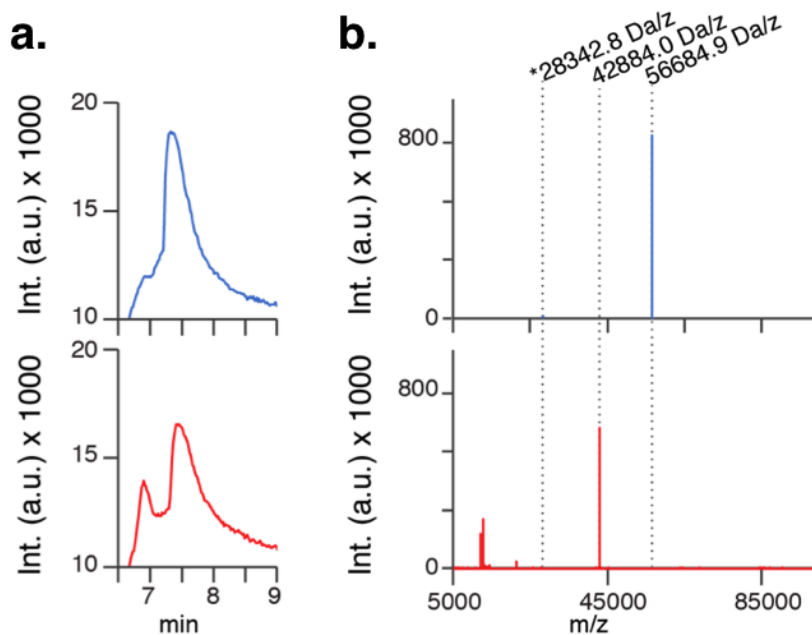 a.
20
15
10
Int. (a.u.) x 1000
20
15
10
Int. (a.u.) x 1000
7 8 9
min
b.
*28342.8 Da/z
42884.0 Da/z
56684.9 Da/z
800
0
Int. (a.u.) x 1000
800
0
Int. (a.u.) x 1000
5000 45000 85000
m/z